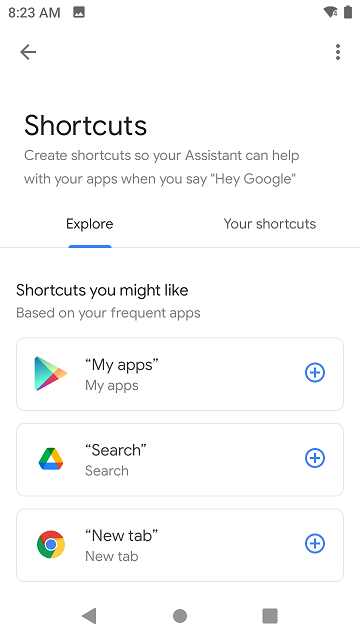 8:23 AM
Shortcuts
Create shortcuts so your Assistant can help
with your apps when you say "Hey Google"
Explore
Your shortcuts
Shortcuts you might like
Based on your frequent apps
“My apps”
My apps
“Search”
Search
“New tab”
New tab